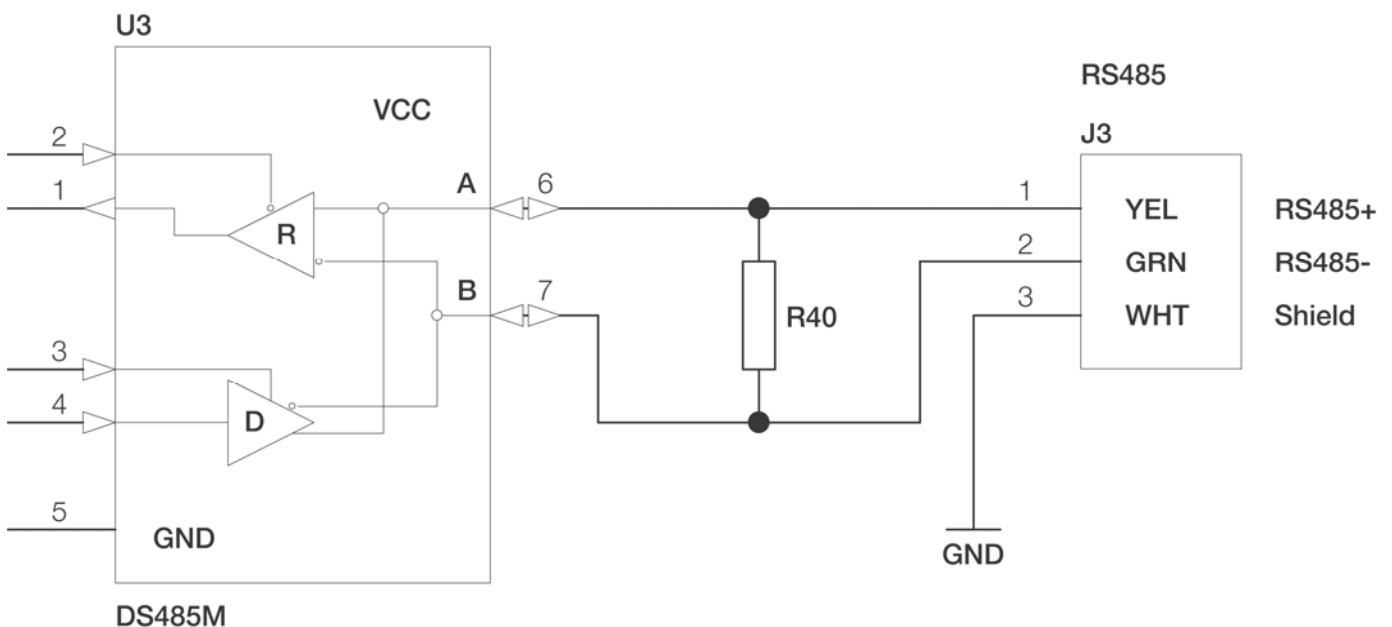 U3
VCC
RS485
J3
2
1
A
6
1
YEL
RS485+
R
2
GRN
RS485-
B
7
R40
3
WHT
Shield
3
4
D
5
GND
GND
DS485M